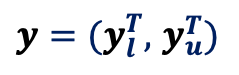 y = (y_l^T, y_u^T)